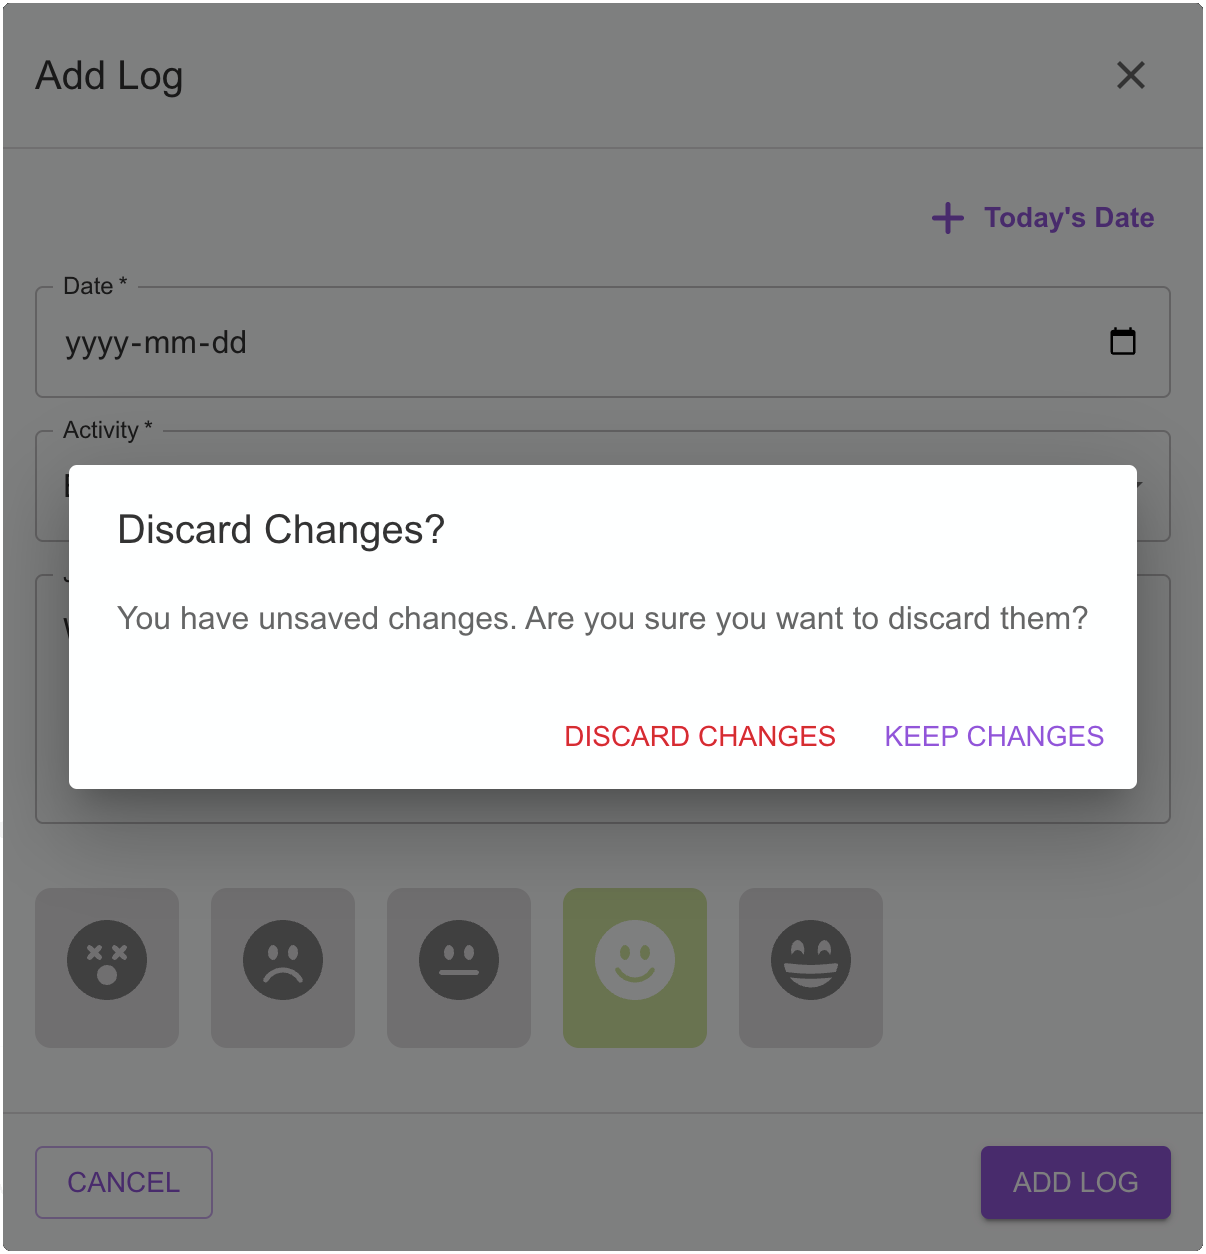 Add Log
Today's Date
Date *
yyyy-mm-dd
Activity *
Discard Changes?
You have unsaved changes. Are you sure you want to discard them?
DISCARD CHANGES
KEEP CHANGES
CANCEL
ADD LOG